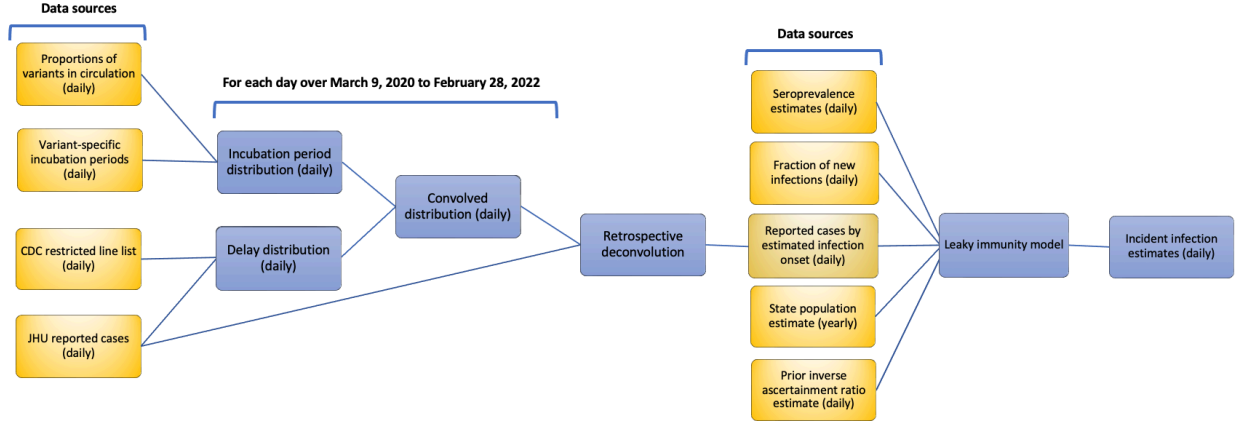 Data sources
Proportions of
variants in circulation
(daily)
Variant-specific
incubation periods
(daily)
CDC restricted line list
(daily)
JHU reported cases
(daily)
For each day over March 9, 2020 to February 28, 2022
Incubation period
distribution (daily)
Delay distribution
(daily)
Convolved
distribution (daily)
Retrospective
deconvolution
Data sources
Seroprevalence
estimates (daily)
Fraction of new
infections (daily)
Reported cases by
estimated infection
onset (daily)
State population
estimate (yearly)
Prior inverse
ascertainment ratio
estimate (daily)
Leaky immunity model
Incident infection
estimates (daily)